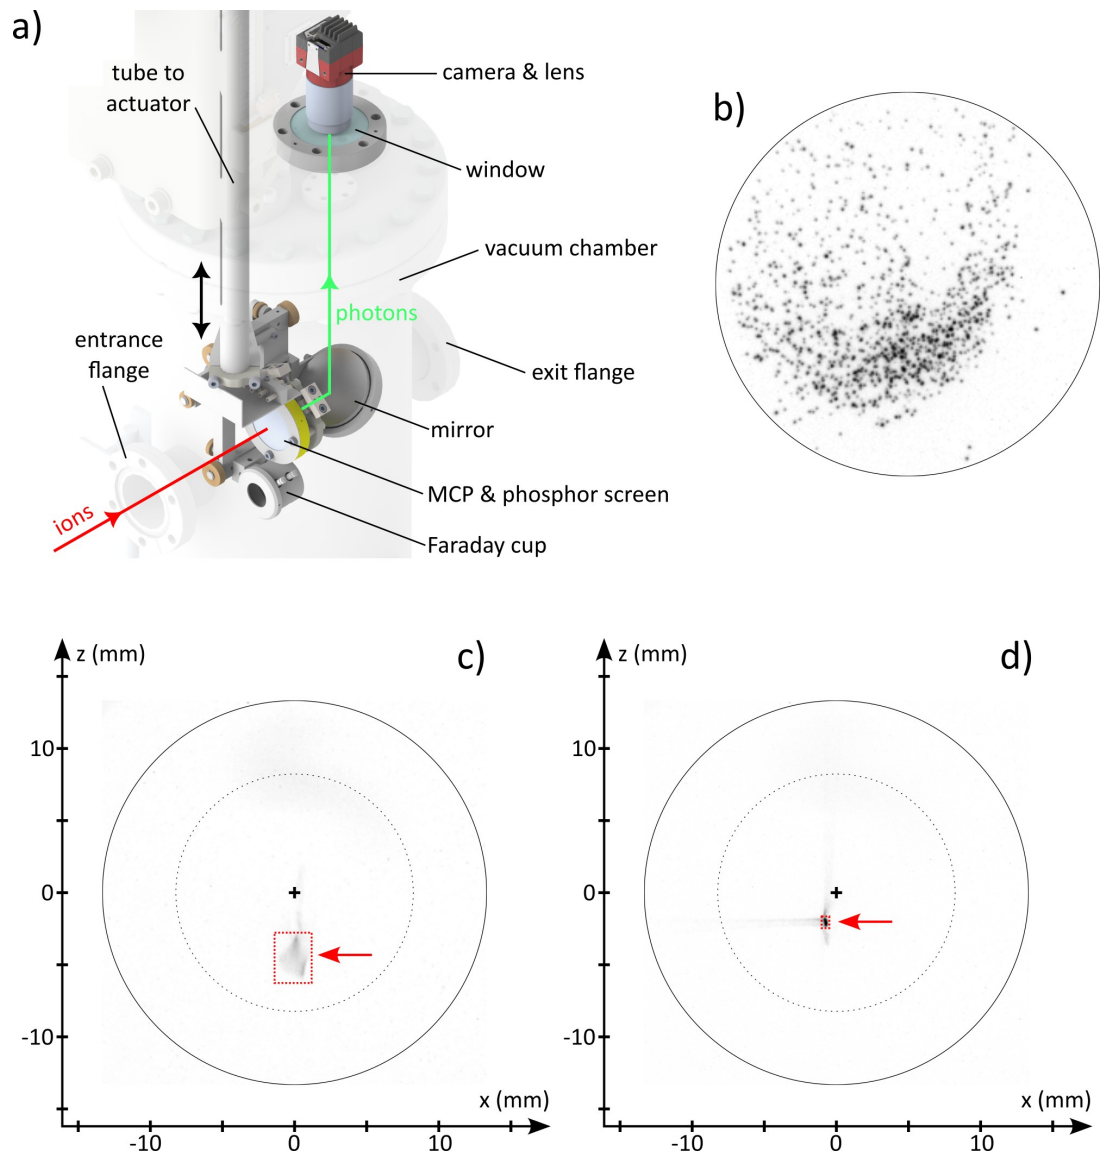 a)
tube to
actuator
camera & lens
window
vacuum chamber
photons
entrance
flange
exit flange
mirror
MCP & phosphor screen
ions
Faraday cup
b)
z (mm)
c)
10
0
-10
x (mm)
-10
0
10
z (mm)
d)
10
0
-10
x (mm)
-10
0
10